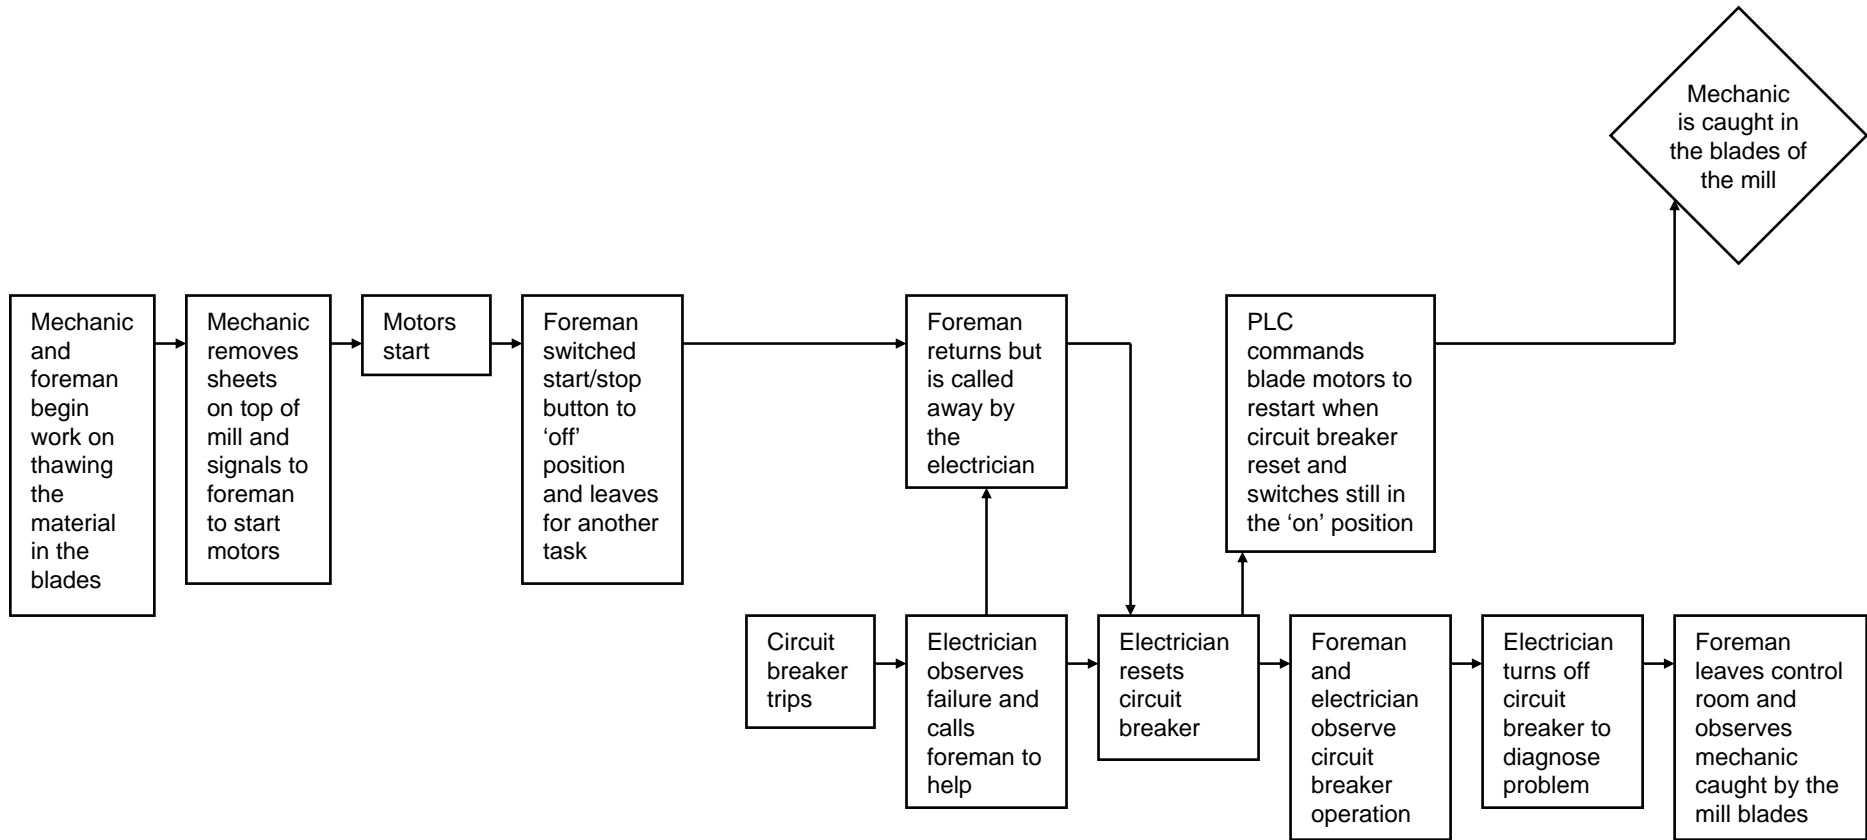 Mechanic
is caught in
the blades of
the mill
Mechanic
and
foreman
begin
work on
thawing
the
material
in the
blades
Mechanic
removes
sheets
on top of
mill and
signals to
foreman
to start
motors
Motors
start
Foreman
switched
start/stop
button to
‘off’
position
and leaves
for another
task
Foreman
returns but
is called
away by
the
electrician
PLC
commands
blade motors to
restart when
circuit breaker
reset and
switches still in
the ‘on’ position
Circuit
breaker
trips
Electrician
observes
failure and
calls
foreman to
help
Electrician
resets
circuit
breaker
Foreman
and
electrician
observe
circuit
breaker
operation
Electrician
turns off
circuit
breaker to
diagnose
problem
Foreman
leaves control
room and
observes
mechanic
caught by the
mill blades